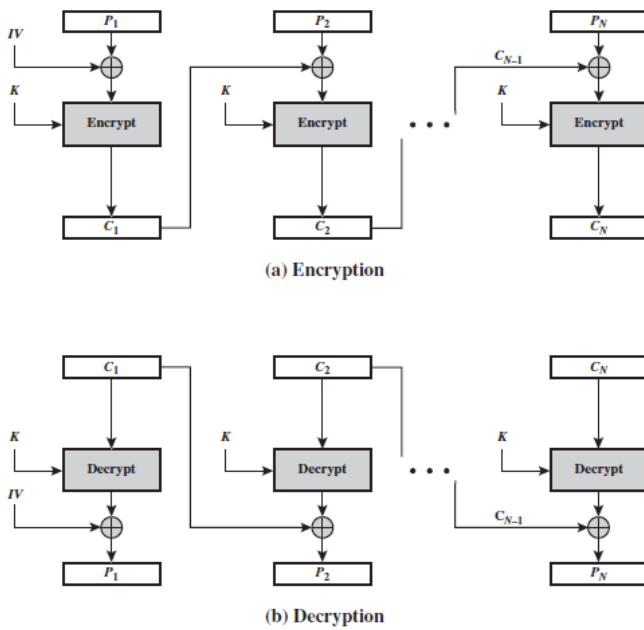 P1 P2 PN
IV
CN–1
K K K
Encrypt Encrypt Encrypt
C1 C2 CN
(a) Encryption
C1 C2 CN
K K K
Decrypt Decrypt Decrypt
IV
CN–1
P1 P2 PN
(b) Decryption